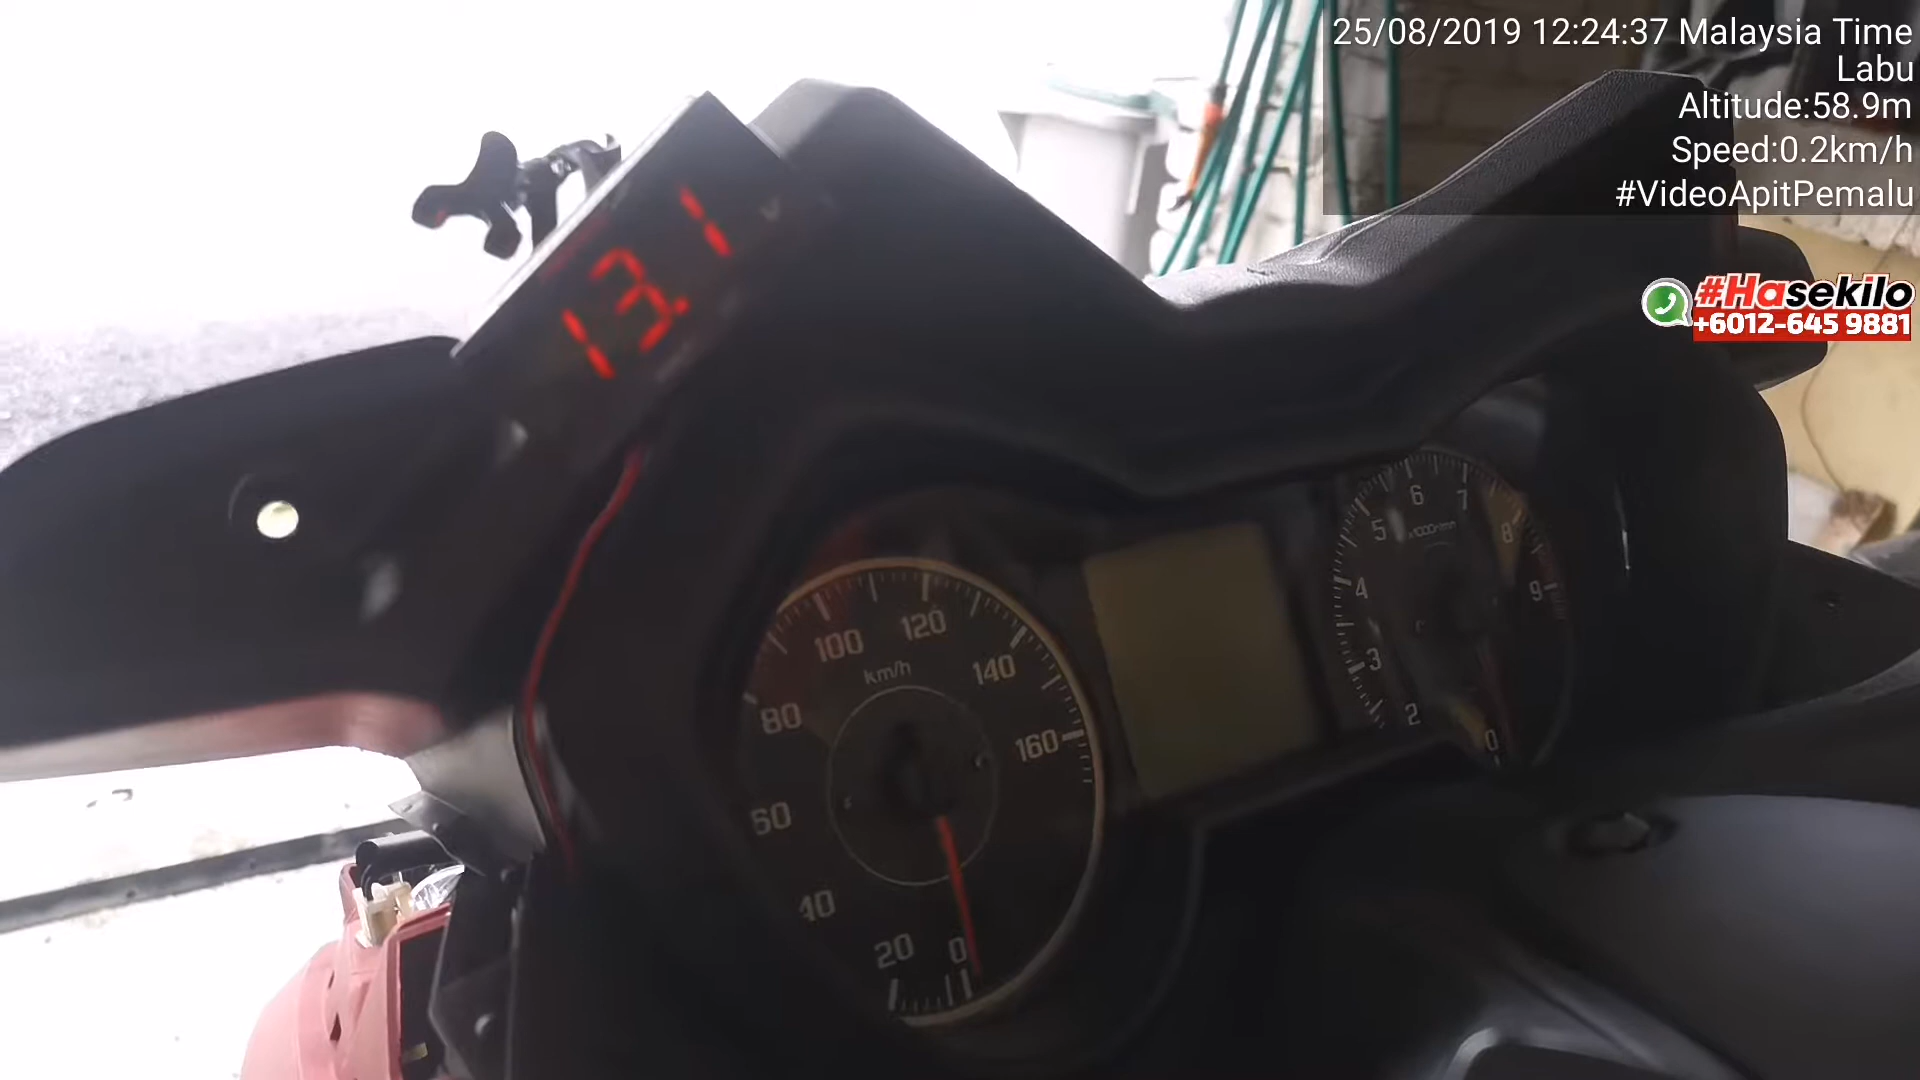 25/08/2019 12:24:37 Malaysia Time
Labu
Altitude:58.9m
Speed:0.2km/h
#VideoApitPemalu
#Hasekilo
+6012-645 9881
13.1
V
100
120
km/h
140
80
160
60
40
20
0
6
7
5
8
4
9
3
2
0